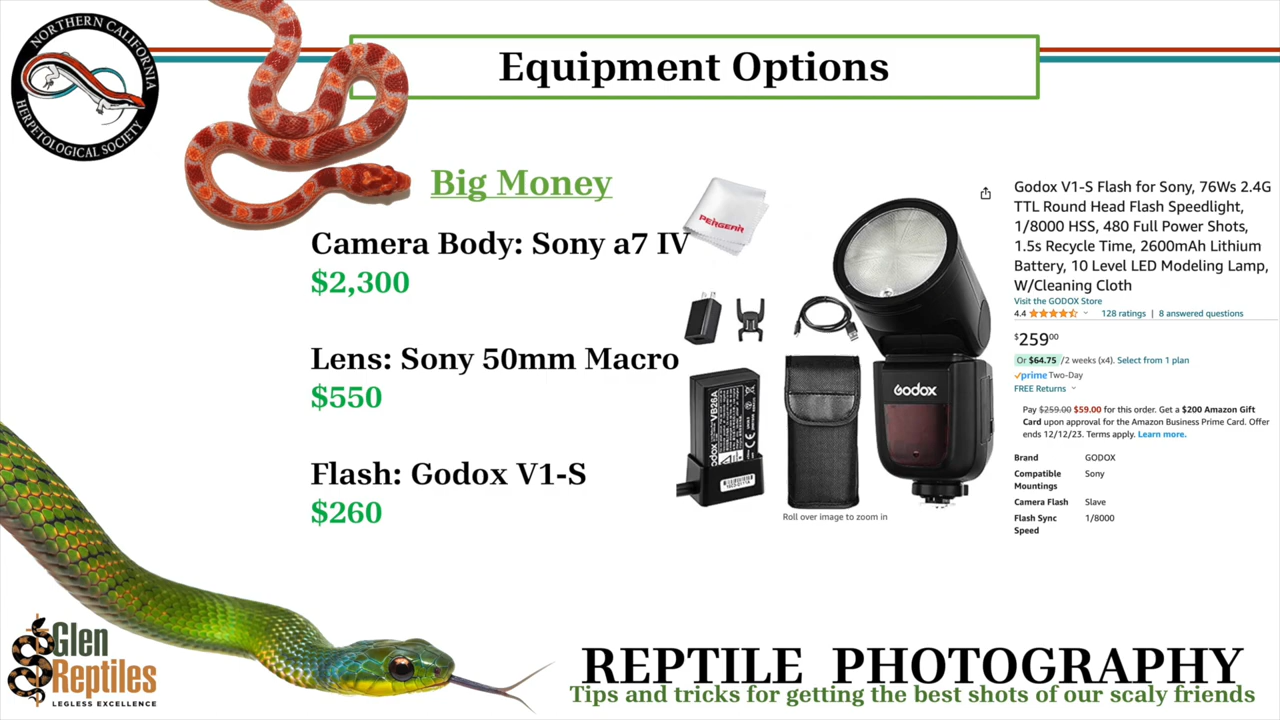 NORTHERN CALIFORNIA
HERPETOLOGICAL SOCIETY
Equipment Options
Big Money
Camera Body: Sony a7 IV
$2,300
Lens: Sony 50mm Macro
$550
Flash: Godox V1-S
$260
PERGEAR
Godox
VB26A
Roll over image to zoom in
Godox V1-S Flash for Sony, 76Ws 2.4G
TTL Round Head Flash Speedlight,
1/8000 HSS, 480 Full Power Shots,
1.5s Recycle Time, 2600mAh Lithium
Battery, 10 Level LED Modeling Lamp,
W/Cleaning Cloth
Visit the GODOX Store
4.4 128 ratings | 8 answered questions
$25900
Or $64.75 /2 weeks (x4). Select from 1 plan
prime Two-Day
FREE Returns
Pay $259.00 $59.00 for this order. Get a $200 Amazon Gift
Card upon approval for the Amazon Business Prime Card. Offer
ends 12/12/23. Terms apply. Learn more.
Brand GODOX
Compatible Sony
Mountings
Camera Flash Slave
Flash Sync 1/8000
Speed
Glen
Reptiles
LEGLESS EXCELLENCE
REPTILE PHOTOGRAPHY
Tips and tricks for getting the best shots of our scaly friends